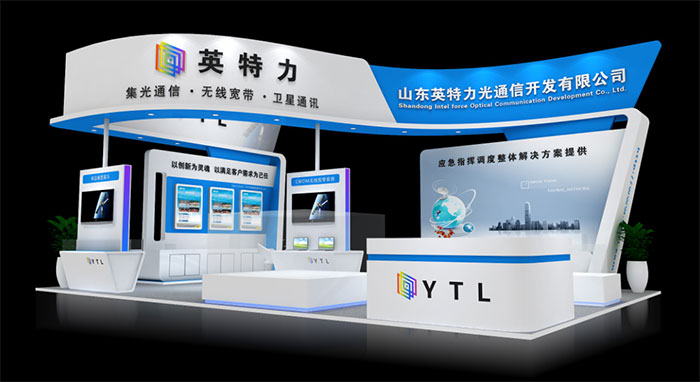 英特力
集光通信·无线宽带·卫星通讯
山东英特力光通信开发有限公司
Shandong Intel force Optical Communication Development Co., Ltd.
YTL
以创新为灵魂 以满足客户需求为己任
应急指挥调度整体解决方案提供
YTL
YTL